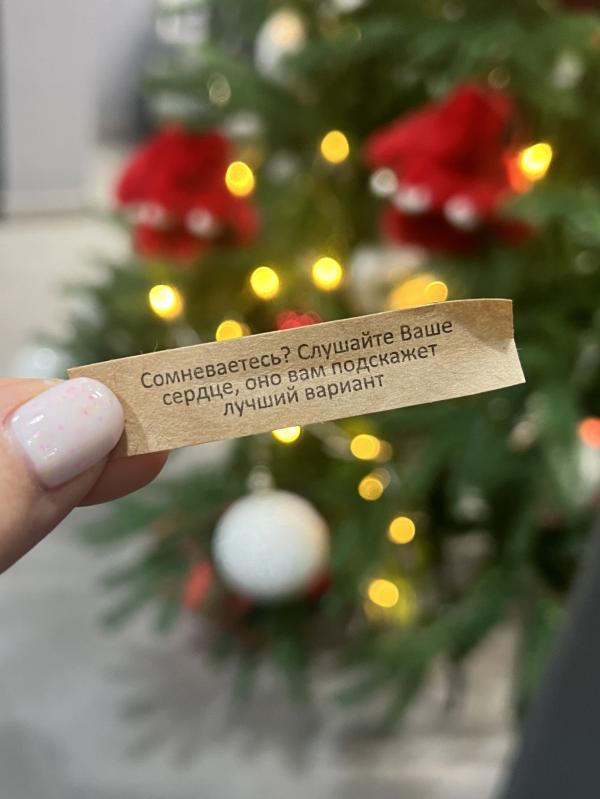 Сомневаетесь? Слушайте Ваше
сердце, оно вам подскажет
лучший вариант